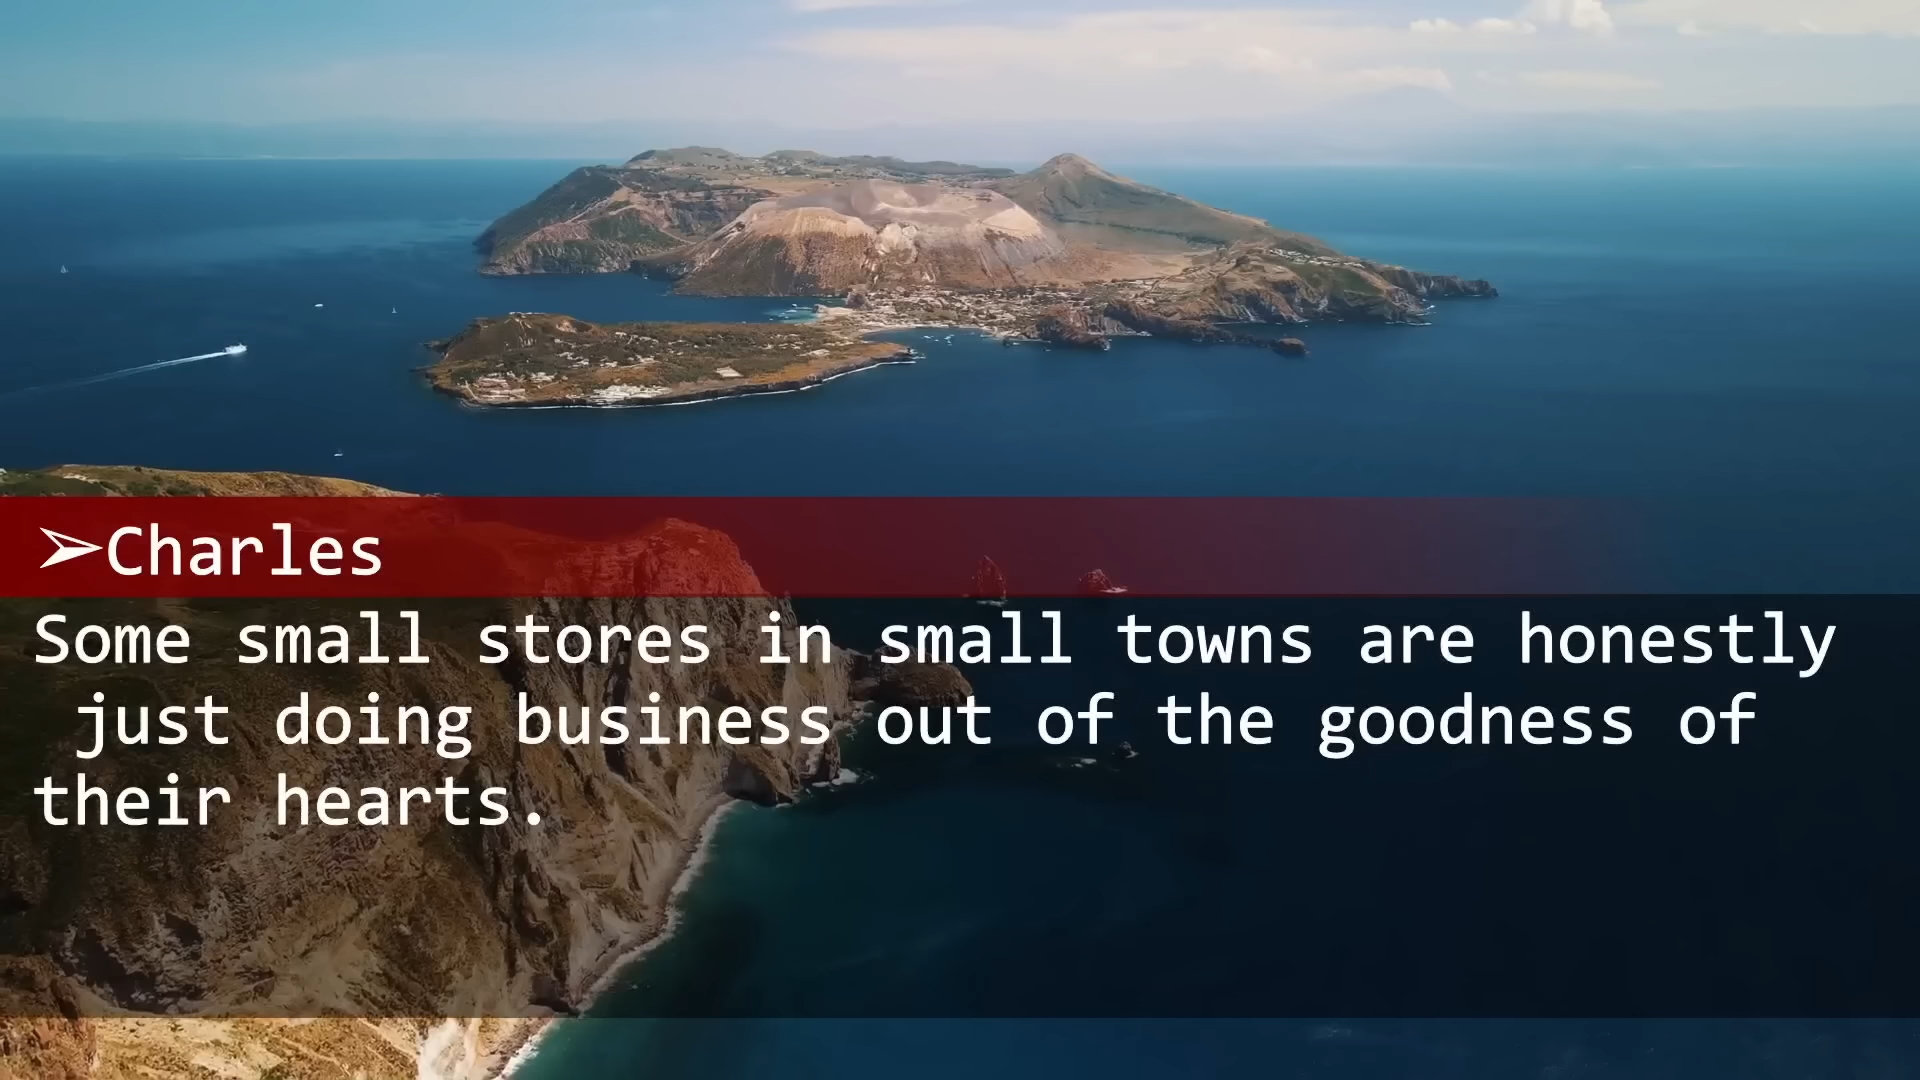 ➢Charles
Some small stores in small towns are honestly
just doing business out of the goodness of
their hearts.